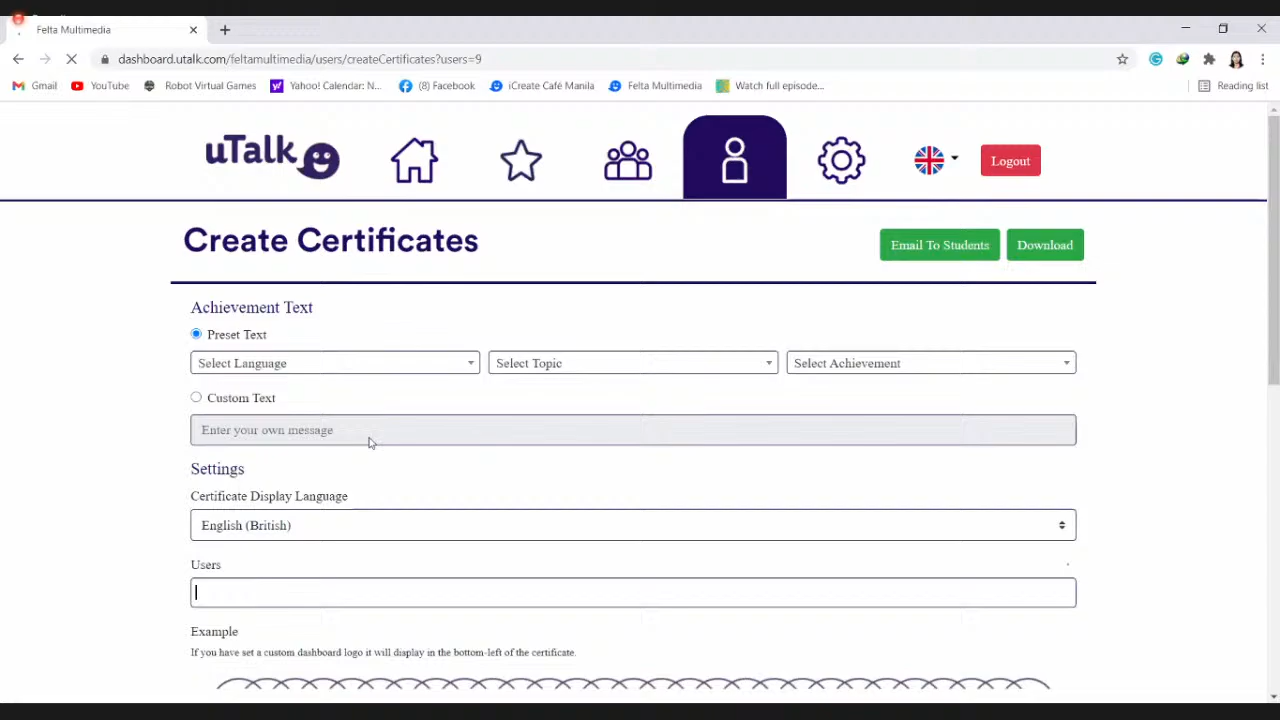 Felta Multimedia
dashboard.utalk.com/feltamultimedia/users/createCertificates?users=9
Gmail
YouTube
Robot Virtual Games
Yahoo! Calendar: N...
(8) Facebook
iCreate Café Manila
Felta Multimedia
Watch full episode...
Reading list
uTalk
Logout
Create Certificates
Email To Students
Download
Achievement Text
Preset Text
Select Language
Select Topic
Select Achievement
Custom Text
Enter your own message
Settings
Certificate Display Language
English (British)
Users
Example
If you have set a custom dashboard logo it will display in the bottom-left of the certificate.